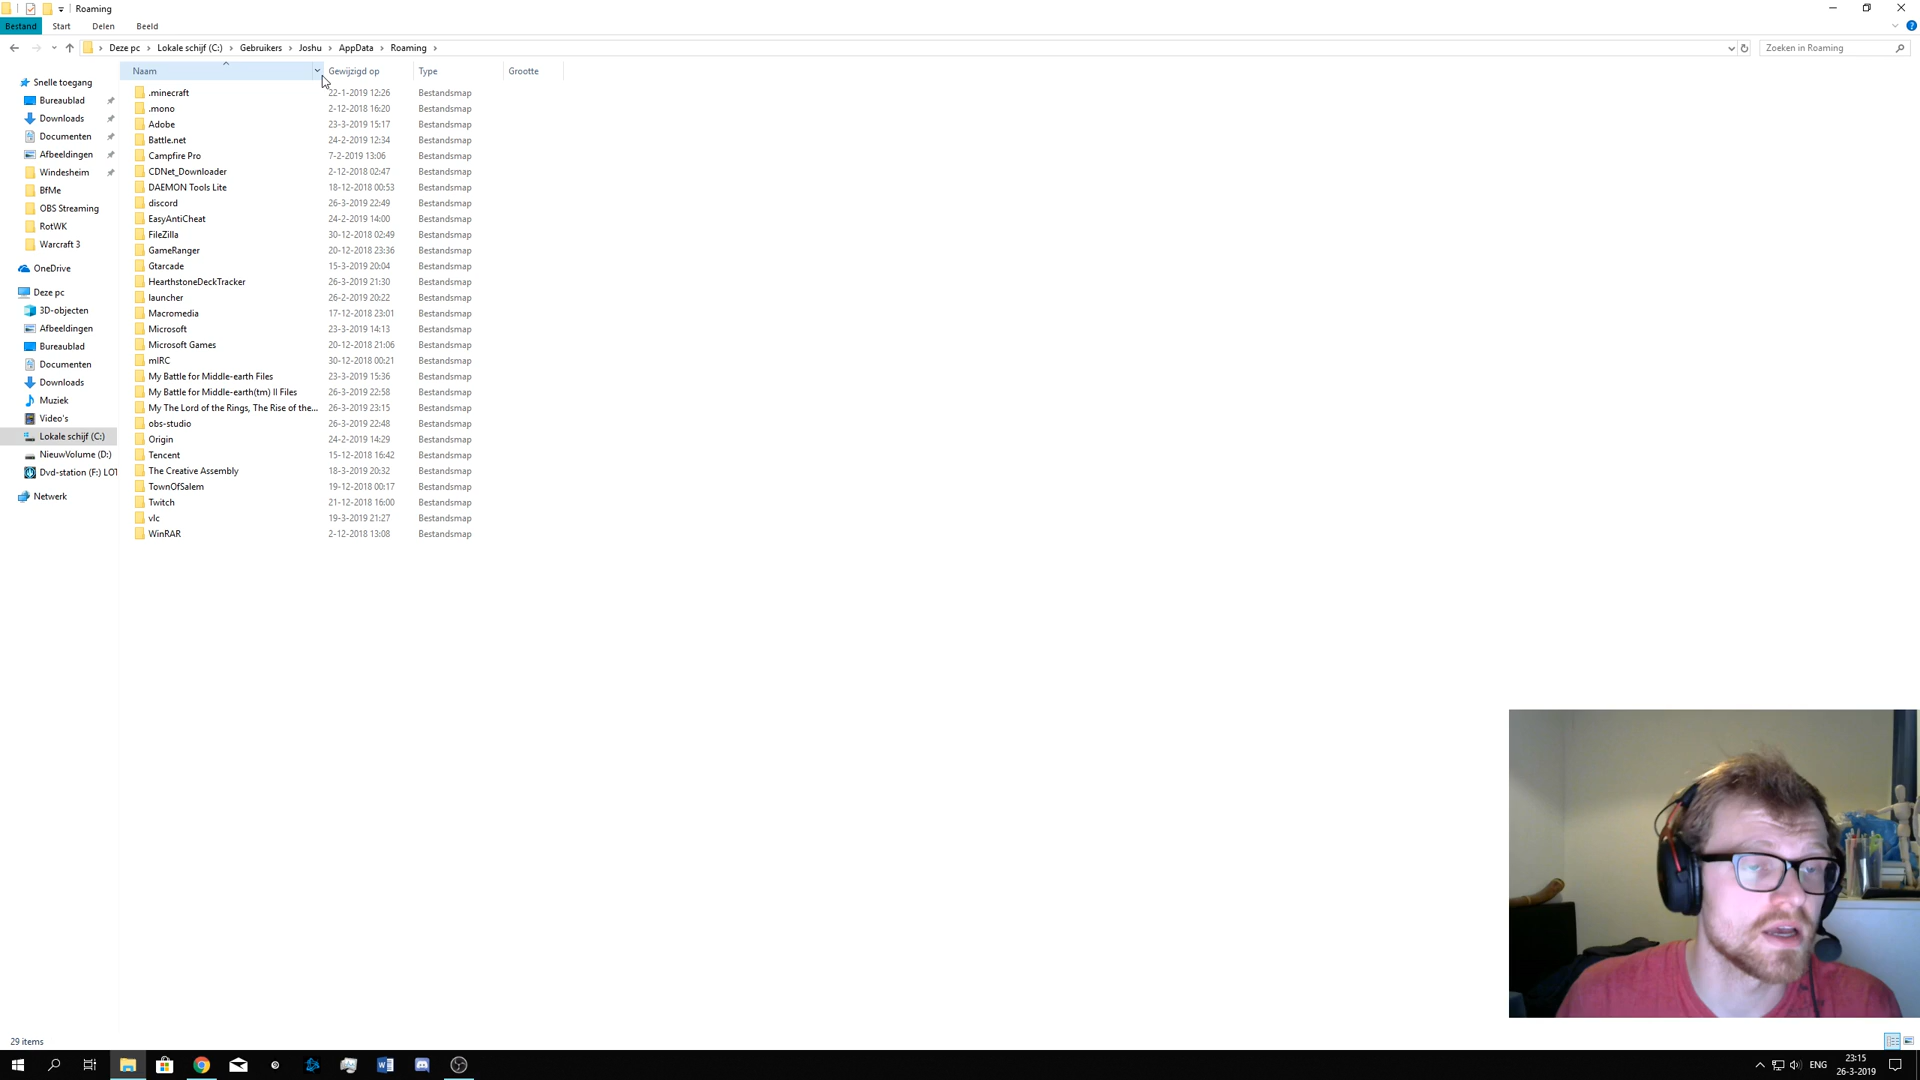 Roaming
Bestand Start Delen Beeld
Deze pc Lokale schijf (C:) Gebruikers Joshu AppData Roaming
Zoeken in Roaming
Naam Gewijzigd op Type Grootte
Snelle toegang
Bureaublad
Downloads
Documenten
Afbeeldingen
Windesheim
BfMe
OBS Streaming
RotWK
Warcraft 3
OneDrive
Deze pc
3D-objecten
Afbeeldingen
Bureaublad
Documenten
Downloads
Muziek
Video's
Lokale schijf (C:)
NieuwVolume (D:)
Dvd-station (F:) LOT
Netwerk
.minecraft 22-1-2019 12:26 Bestandsmap
.mono 2-12-2018 16:20 Bestandsmap
Adobe 23-3-2019 15:17 Bestandsmap
Battle.net 24-2-2019 12:34 Bestandsmap
Campfire Pro 7-2-2019 13:06 Bestandsmap
CDNet_Downloader 2-12-2018 02:47 Bestandsmap
DAEMON Tools Lite 18-12-2018 00:53 Bestandsmap
discord 26-3-2019 22:49 Bestandsmap
EasyAntiCheat 24-2-2019 14:00 Bestandsmap
FileZilla 30-12-2018 02:49 Bestandsmap
GameRanger 20-12-2018 23:36 Bestandsmap
Gtarcade 15-3-2019 20:04 Bestandsmap
HearthstoneDeckTracker 26-3-2019 21:30 Bestandsmap
launcher 26-2-2019 20:22 Bestandsmap
Macromedia 17-12-2018 23:01 Bestandsmap
Microsoft 23-3-2019 14:13 Bestandsmap
Microsoft Games 20-12-2018 21:06 Bestandsmap
mIRC 30-12-2018 00:21 Bestandsmap
My Battle for Middle-earth Files 23-3-2019 15:36 Bestandsmap
My Battle for Middle-earth(tm) II Files 26-3-2019 22:58 Bestandsmap
My The Lord of the Rings, The Rise of the... 26-3-2019 23:15 Bestandsmap
obs-studio 26-3-2019 22:48 Bestandsmap
Origin 24-2-2019 14:29 Bestandsmap
Tencent 15-12-2018 16:42 Bestandsmap
The Creative Assembly 18-3-2019 20:32 Bestandsmap
TownOfSalem 19-12-2018 00:17 Bestandsmap
Twitch 21-12-2018 16:00 Bestandsmap
vlc 19-3-2019 21:27 Bestandsmap
WinRAR 2-12-2018 13:08 Bestandsmap
29 items
ENG
23:15
26-3-2019